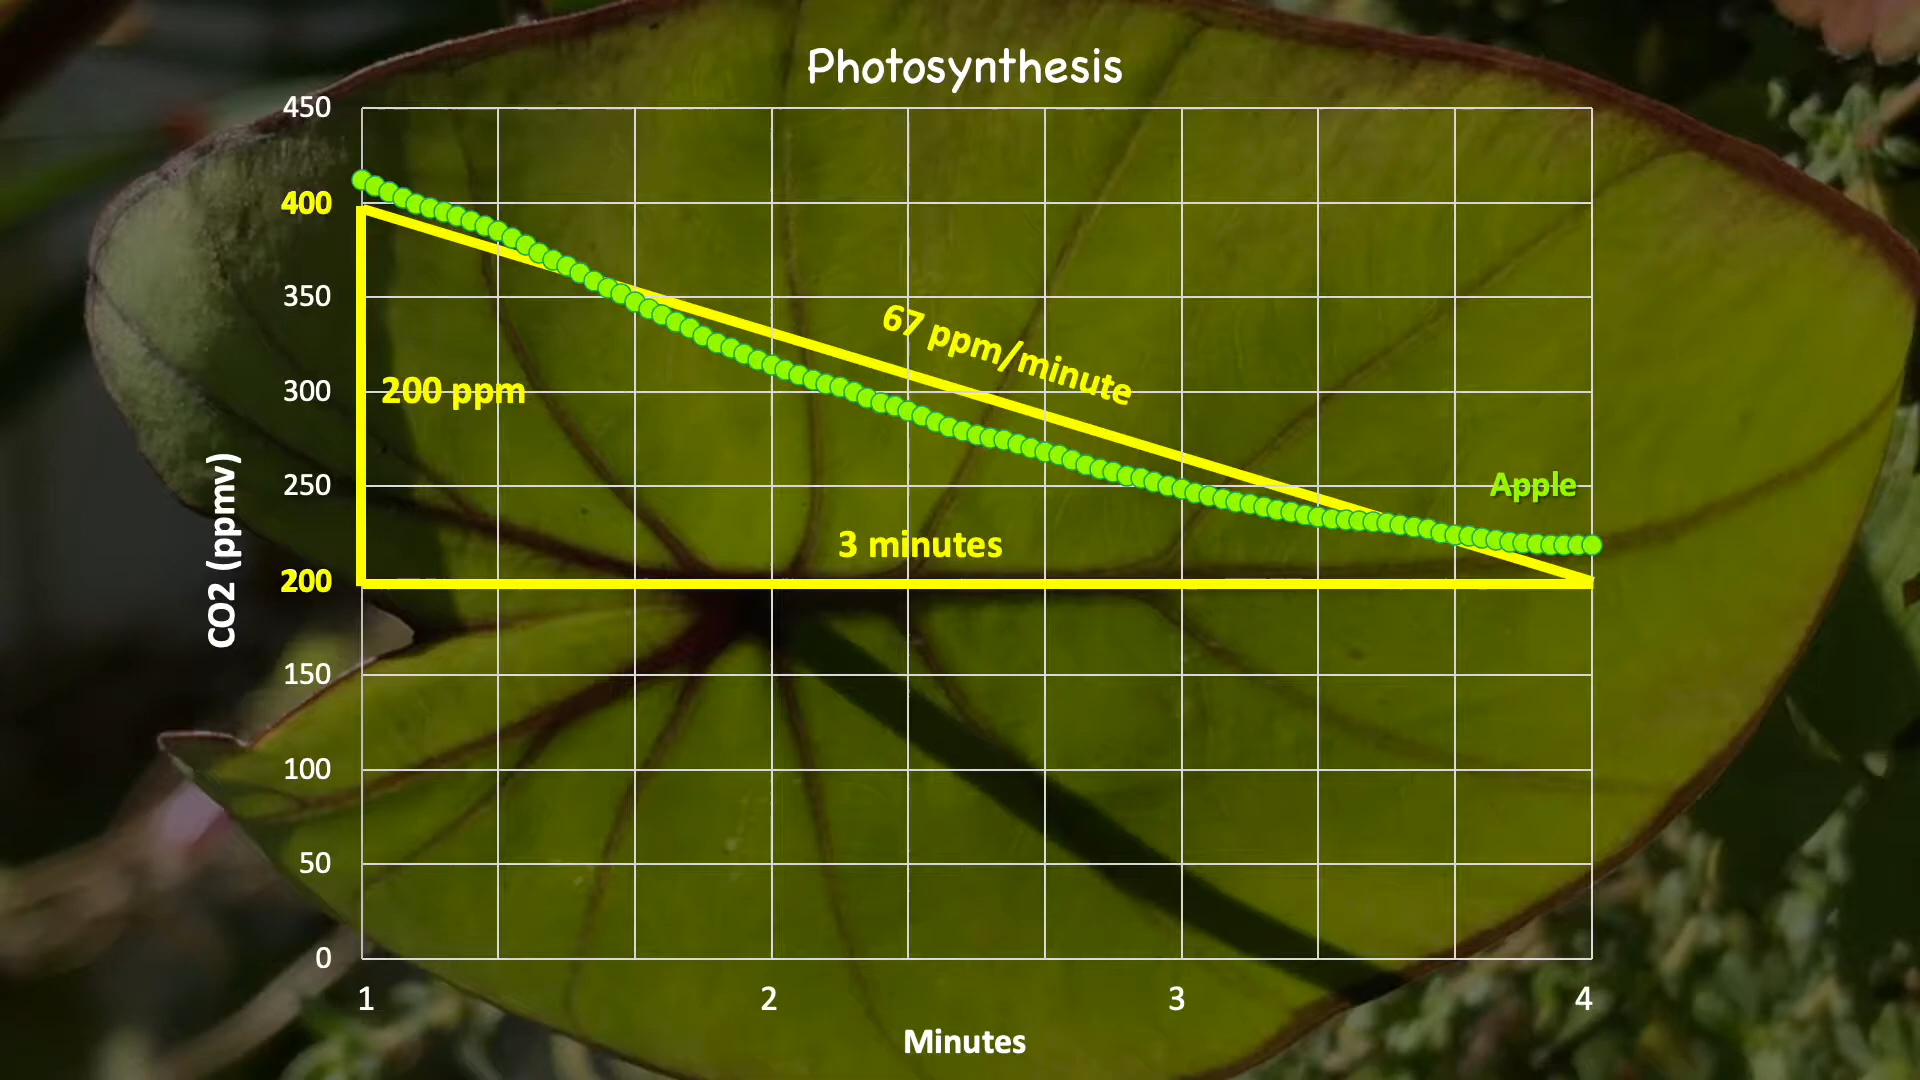 Photosynthesis
450
400
350
300
250
200
150
100
50
0
CO2 (ppmv)
200 ppm
67 ppm/minute
3 minutes
Apple
1 2 3 4
Minutes